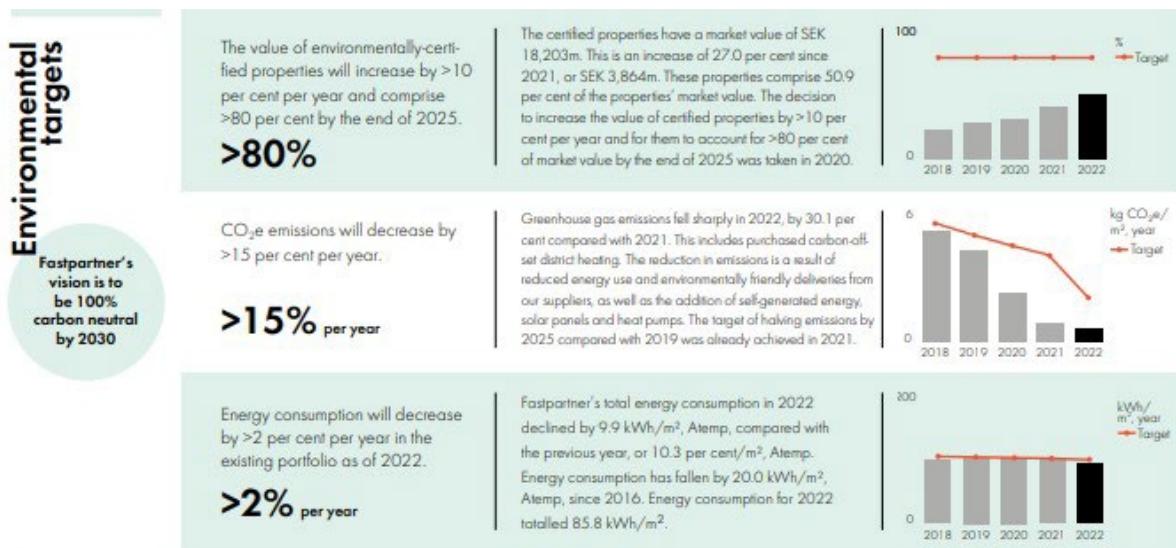 Environmental
targets
Fastpartner's
vision is to
be 100%
carbon neutral
by 2030
The value of environmentally-certi-
fied properties will increase by >10
per cent per year and comprise
>80 per cent by the end of 2025.
>80%
The certified properties have a market value of SEK
18,203m. This is an increase of 27.0 per cent since
2021, or SEK 3,864m. These properties comprise 50.9
per cent of the properties' market value. The decision
to increase the value of certified properties by >10 per
cent per year and for them to account for >80 per cent
of market value by the end of 2025 was taken in 2020.
100
%
Target
0
2018 2019 2020 2021 2022
CO₂e emissions will decrease by
>15 per cent per year.
>15% per year
Greenhouse gas emissions fell sharply in 2022, by 30.1 per
cent compared with 2021. This includes purchased carbon-off-
set district heating. The reduction in emissions is a result of
reduced energy use and environmentally friendly deliveries from
our suppliers, as well as the addition of self-generated energy,
solar panels and heat pumps. The target of halving emissions by
2025 compared with 2019 was already achieved in 2021.
6
kg CO₂e/
m², year
Target
0
2018 2019 2020 2021 2022
Energy consumption will decrease
by >2 per cent per year in the
existing portfolio as of 2022.
>2% per year
Fastpartner's total energy consumption in 2022
declined by 9.9 kWh/m², Atemp, compared with
the previous year, or 10.3 per cent/m², Atemp.
Energy consumption has fallen by 20.0 kWh/m²,
Atemp, since 2016. Energy consumption for 2022
totalled 85.8 kWh/m².
200
kWh/
m², year
Target
0
2018 2019 2020 2021 2022